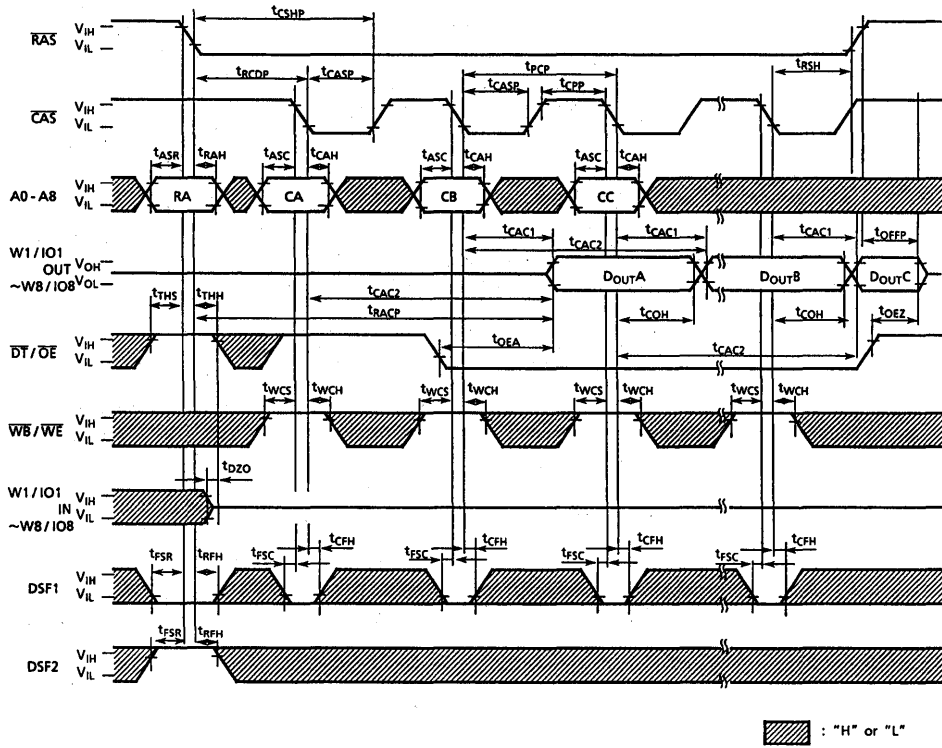 tCSHP
RAS VIH
VIL
tRCDP tCASP tPCP tRSH
tCASP tCPP
CAS VIH
VIL
tASR tRAH tASC tCAH tASC tCAH tASC tCAH
A0 - A8 VIH
VIL
RA CA CB CC
tCAC1 tCAC1 tCAC1 tOFFP
tCAC2
W1 / IO1
OUT VOH
~W8 / IO8 VOL
DOUTA DOUTB DOUTC
tTHS tTHH tCAC2 tCOH tCOH tOEZ
tRACP
DT / OE VIH
VIL
tOEA tCAC2
tWCS tWCH tWCS tWCH tWCS tWCH tWCS tWCH
WB / WE VIH
VIL
tDZO
W1 / IO1 VIH
IN VIL
~W8 / IO8
tFSR tRFH tFSC tCFH tFSC tCFH tFSC tCFH tFSC tCFH
DSF1 VIH
VIL
tFSR tRFH
DSF2 VIH
VIL
: "H" or "L"